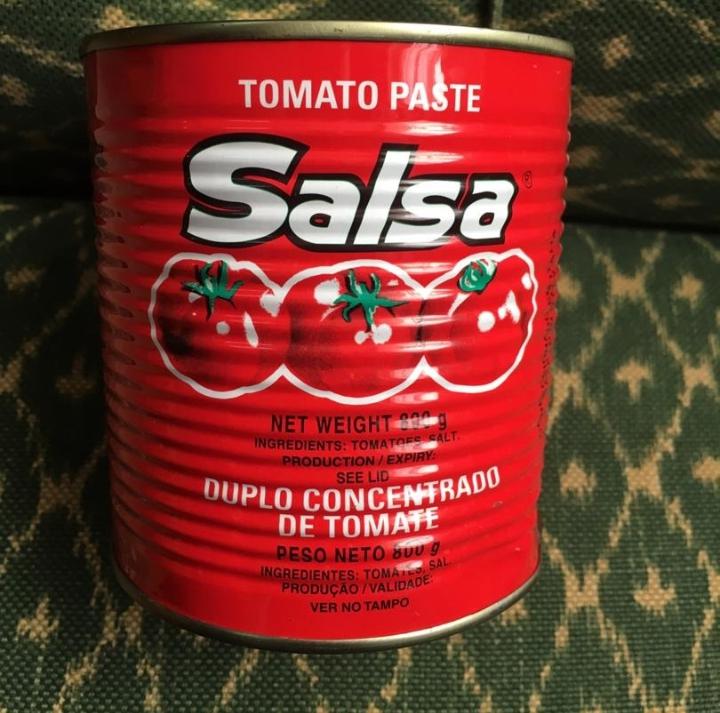 TOMATO PASTE
Salsa®
NET WEIGHT 800 g
INGREDIENTS: TOMATOES, SALT.
PRODUCTION / EXPIRY:
SEE LID
DUPLO CONCENTRADO
DE TOMATE
PESO NETO 800 g
INGREDIENTES: TOMATES, SAL.
PRODUÇÃO / VALIDADE:
VER NO TAMPO